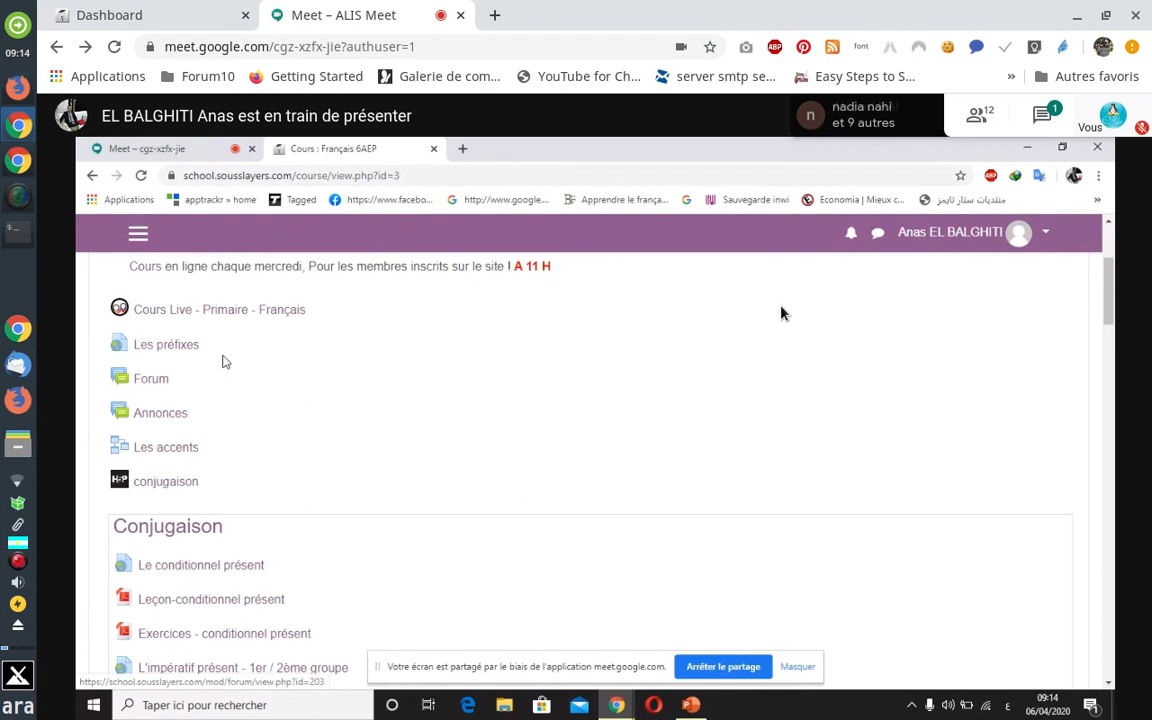 Dashboard
Meet – ALIS Meet
09:14
meet.google.com/cgz-xzfx-jie?authuser=1
Applications
Forum10
Getting Started
Galerie de com...
YouTube for Ch...
server smtp se...
Easy Steps to S...
»
Autres favoris
EL BALGHITI Anas est en train de présenter
nadia nahi
et 9 autres
12
1
Vous
Meet – cgz-xzfx-jie
Cours : Français 6AEP
school.sousslayers.com/course/view.php?id=3
Applications
apptrackr » home
Tagged
https://www.facebo...
http://www.google....
Apprendre le frança...
Sauvegarde inwi
Economia | Mieux c...
منتديات ستار تايمز
»
Anas EL BALGHITI
Cours en ligne chaque mercredi, Pour les membres inscrits sur le site ! A 11 H
Cours Live - Primaire - Français
Les préfixes
Forum
Annonces
Les accents
H-P conjugaison
Conjugaison
Le conditionnel présent
Leçon-conditionnel présent
Exercices - conditionnel présent
L'impératif présent - 1er / 2ème groupe
Votre écran est partagé par le biais de l'application meet.google.com.
Arrêter le partage
Masquer
https://school.sousslayers.com/mod/forum/view.php?id=203
Taper ici pour rechercher
ع
09:14
06/04/2020
1
ara